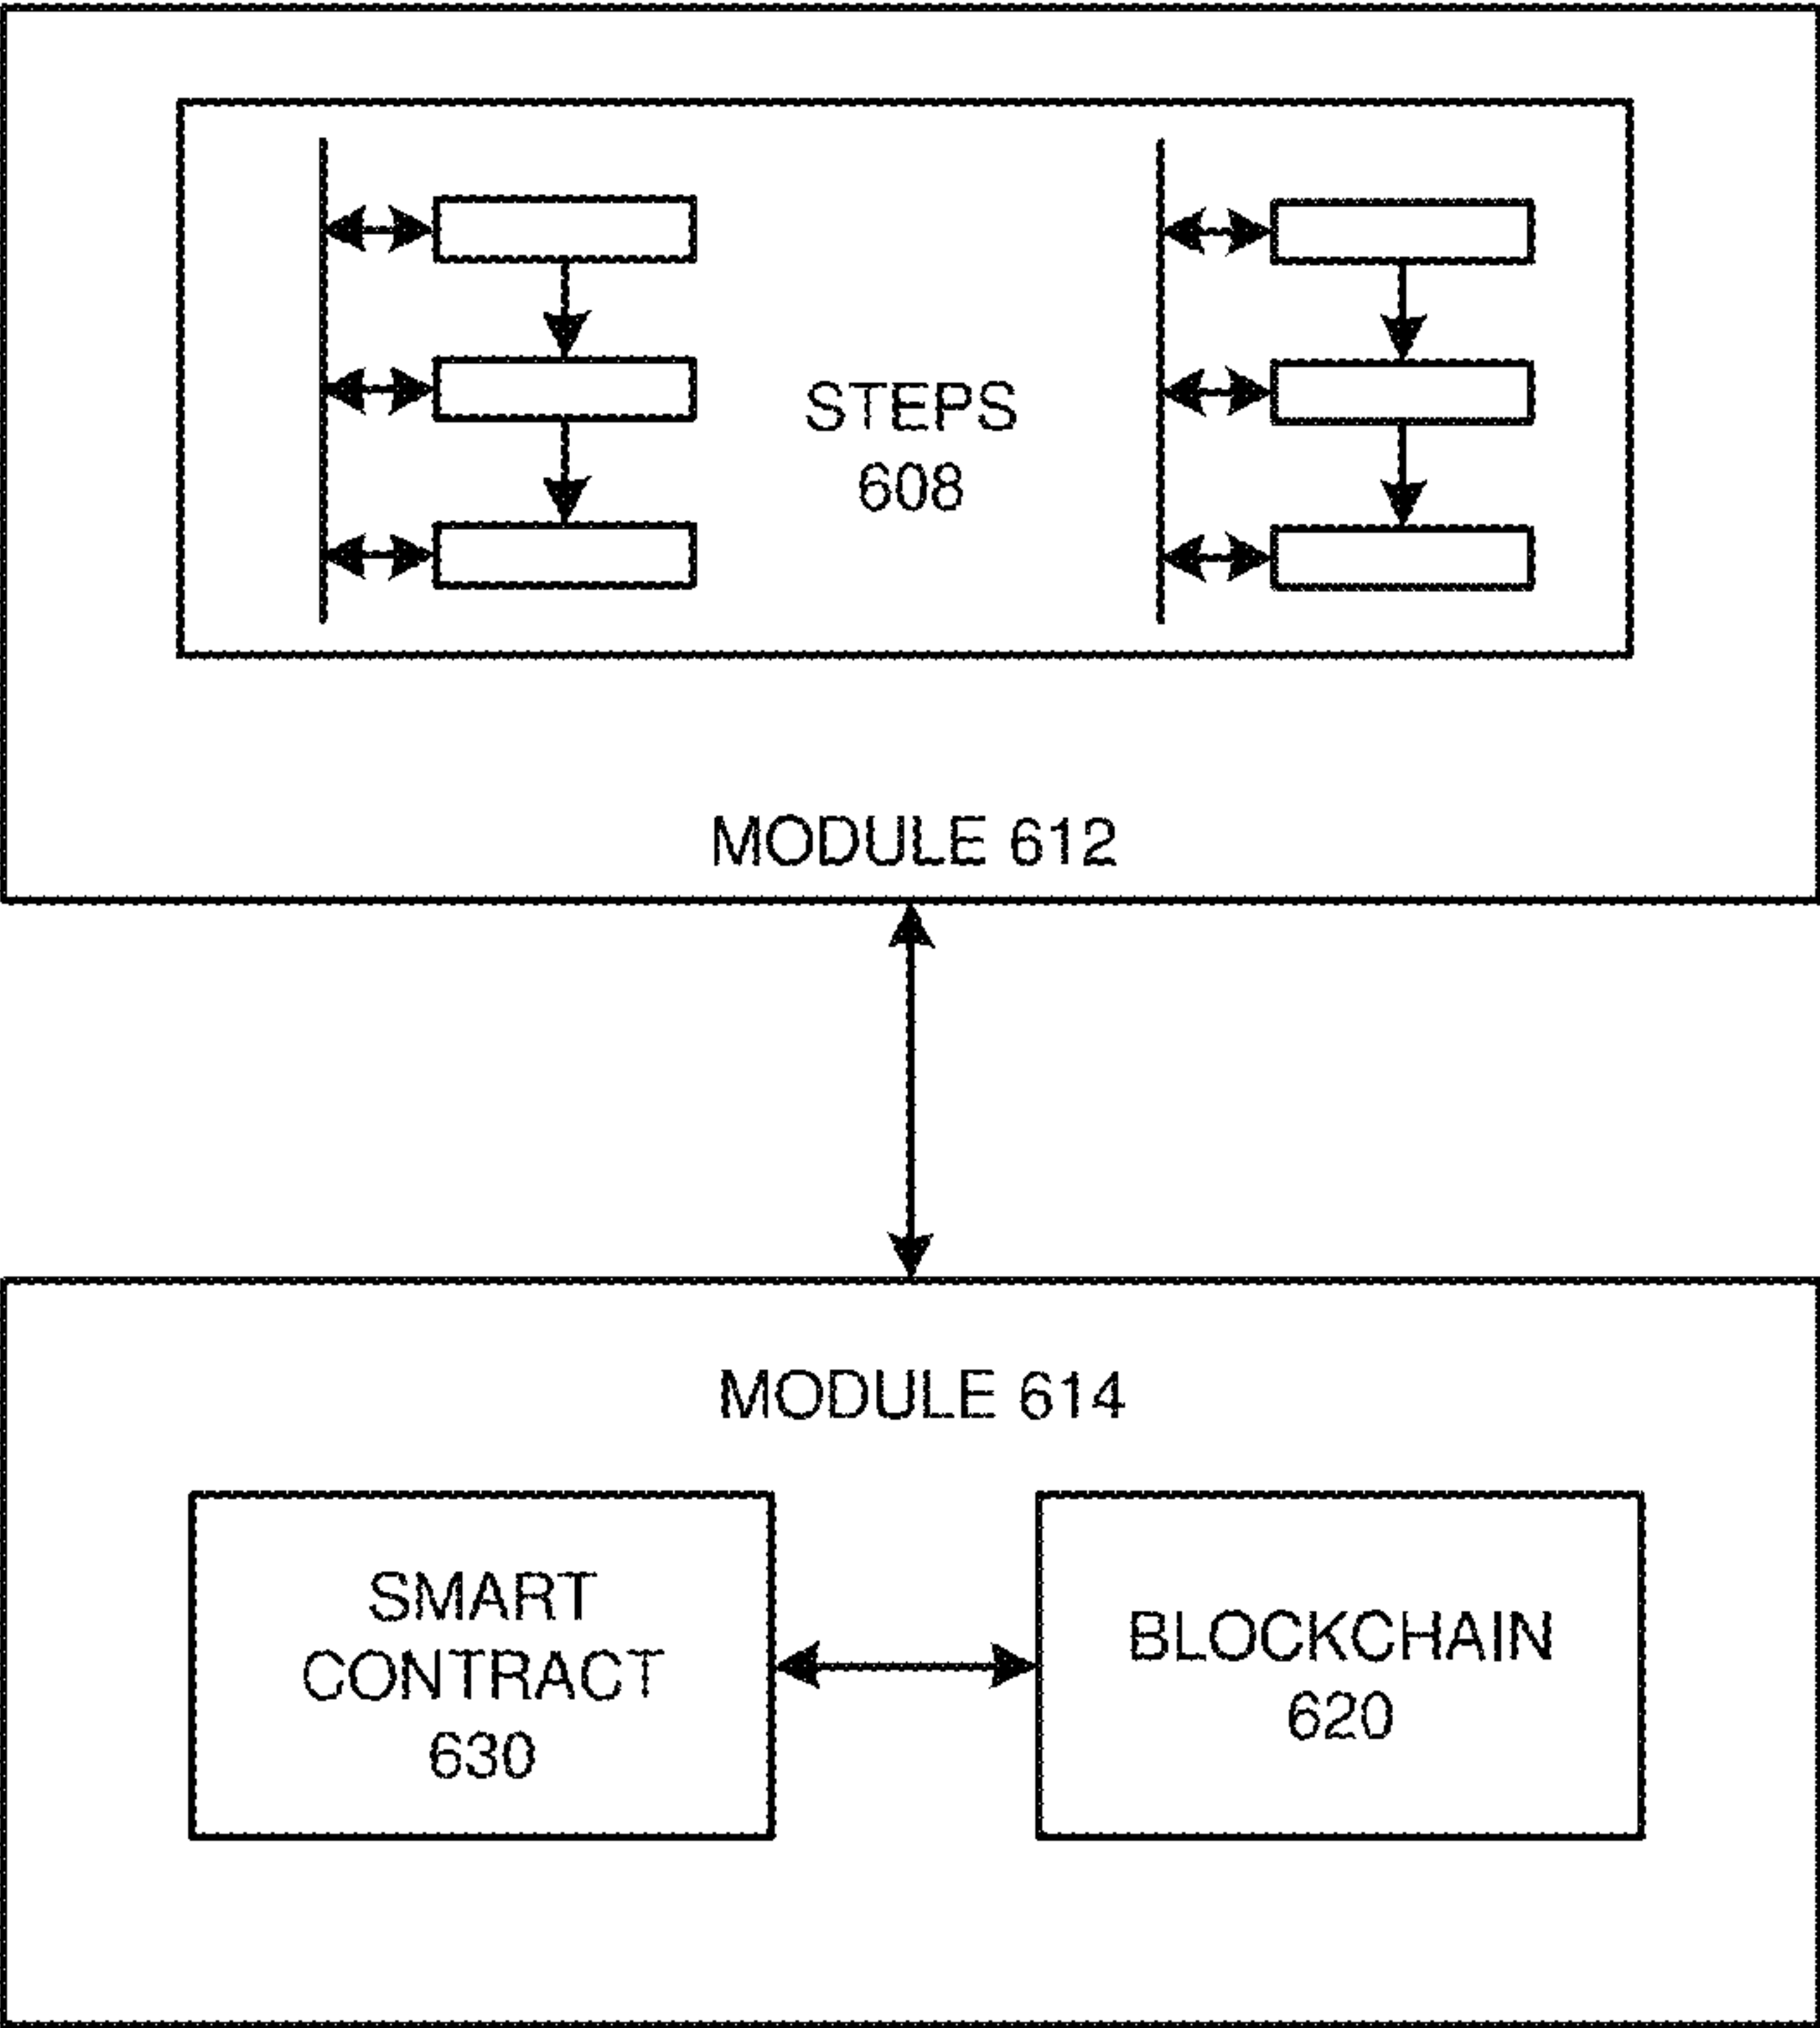 STEPS
608
MODULE 612
MODULE 614
SMART
CONTRACT
630
BLOCKCHAIN
620